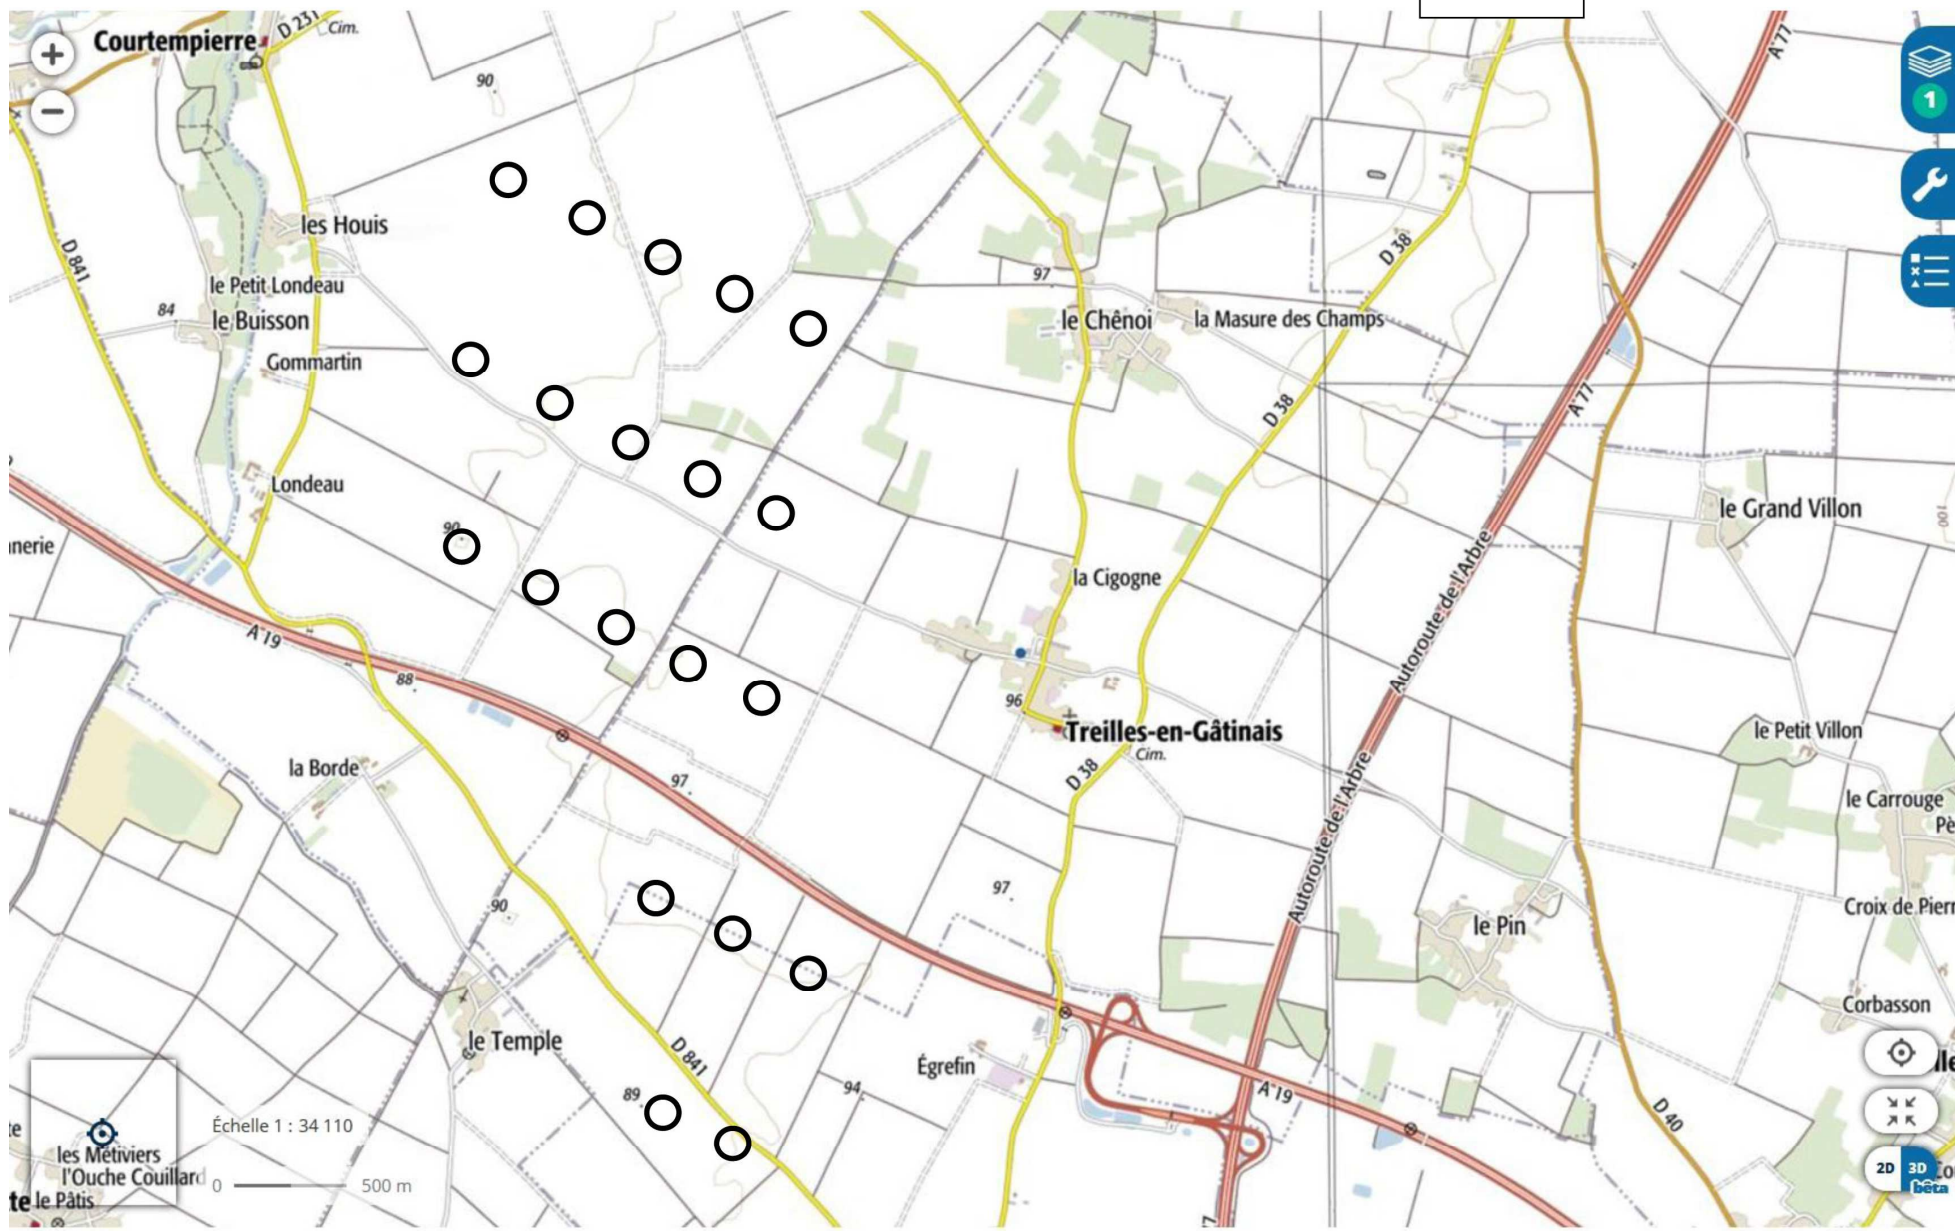 Courtempierre
D 231
Cim.
A 77
90
1
les Houis
D 841
D 38
97
le Petit Londeau
84
le Buisson
le Chênoi
la Masure des Champs
Gommartin
A 77
D 38
Londeau
le Grand Villon
100
90
nerie
la Cigogne
Autoroute de l'Arbre
A 19
88
96
Treilles-en-Gâtinais
le Petit Villon
Cim.
la Borde
97
D 38
le Carrouge
Pè
Autoroute de l'Arbre
97
90
Croix de Pierr
le Pin
Corbasson
le Temple
D 841
Égrefin
94
A 19
89
D 40
Échelle 1 : 34 110
te
les Métiviers
l'Ouche Couillard
0 500 m
2D 3D
bêta
te le Pâtis